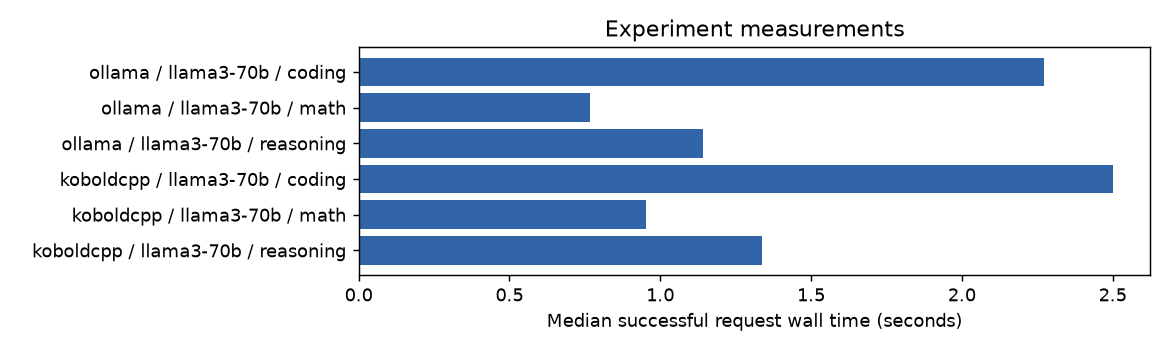 Experiment measurements
ollama / llama3-70b / coding
ollama / llama3-70b / math
ollama / llama3-70b / reasoning
koboldcpp / llama3-70b / coding
koboldcpp / llama3-70b / math
koboldcpp / llama3-70b / reasoning
0.0 0.5 1.0 1.5 2.0 2.5
Median successful request wall time (seconds)